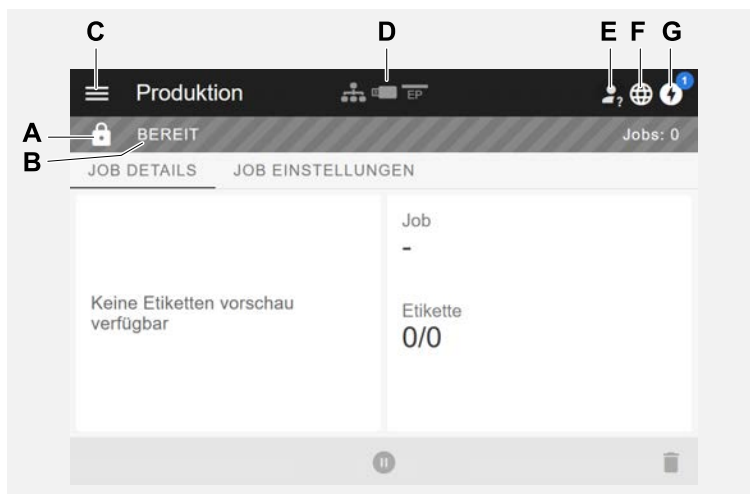 C D E F G
Produktion EP 1
A BEREIT Jobs: 0
B
JOB DETAILS JOB EINSTELLUNGEN
Job
-
Keine Etiketten vorschau
verfügbar
Etikette
0/0